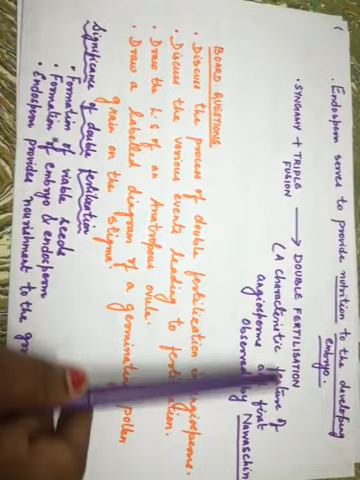 . Endosperm serves to provide nutrition to the developing
embryo.
. SYNGAMY + TRIPLE
FUSION
→ DOUBLE FERTILISATION
(A characteristic feature of
angiosperms first
observed by Nawaschin
BOARD QUESTIONS
. Discuss the process of double fertilization in angiosperms.
. Discuss the various events leading to
. Draw the L.S of an Anatropous ovule.
. Draw a labelled diagram of a germinating pollen
grain on the stigma.
Significance of double fertilization
. Formation of viable seeds
. Formation of embryo & endosperm
. Endosperm provides nourishment to the